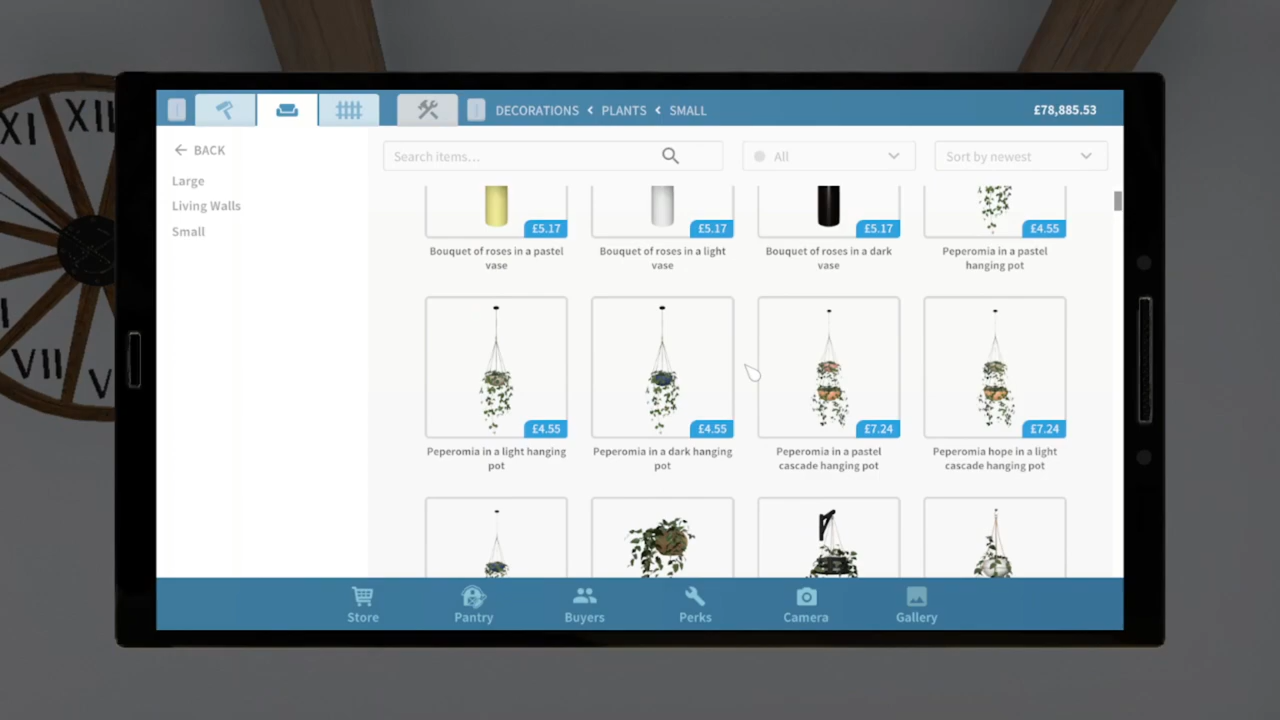 XI
XII
I
VII
V
DECORATIONS < PLANTS < SMALL
£78,885.53
BACK
Large
Living Walls
Small
Search items...
All
Sort by newest
£5.17
£5.17
£5.17
£4.55
Bouquet of roses in a pastel vase
Bouquet of roses in a light vase
Bouquet of roses in a dark vase
Peperomia in a pastel hanging pot
£4.55
£4.55
£7.24
£7.24
Peperomia in a light hanging pot
Peperomia in a dark hanging pot
Peperomia in a pastel cascade hanging pot
Peperomia hope in a light cascade hanging pot
Store
Pantry
Buyers
Perks
Camera
Gallery